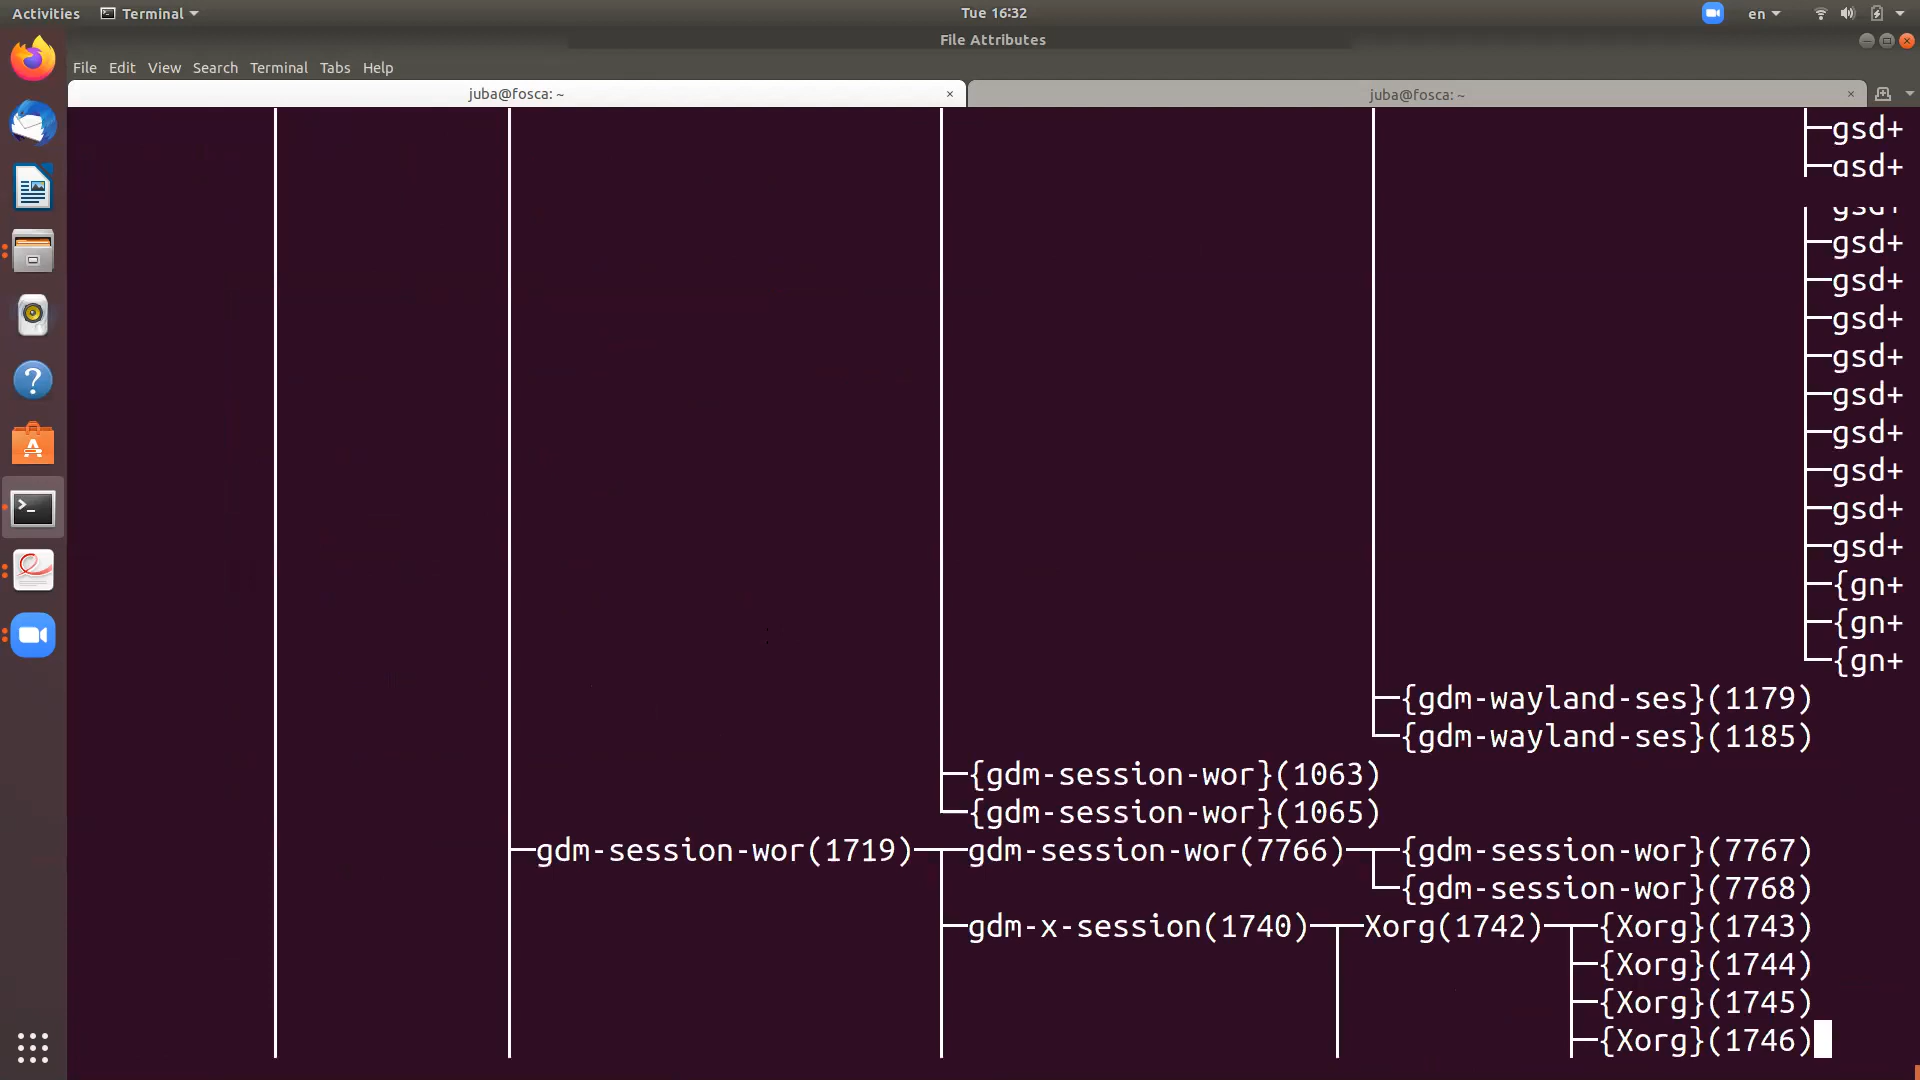 Activities Terminal Tue 16:32 en
File Attributes
File Edit View Search Terminal Tabs Help
juba@fosca: ~ × juba@fosca: ~ ×
gsd+
gsd+
gsd+
gsd+
gsd+
gsd+
gsd+
gsd+
gsd+
gsd+
gsd+
gsd+
{gn+
{gn+
{gn+
{gdm-wayland-ses}(1179)
{gdm-wayland-ses}(1185)
{gdm-session-wor}(1063)
{gdm-session-wor}(1065)
gdm-session-wor(1719) gdm-session-wor(7766) {gdm-session-wor}(7767)
{gdm-session-wor}(7768)
gdm-x-session(1740) Xorg(1742) {Xorg}(1743)
{Xorg}(1744)
{Xorg}(1745)
{Xorg}(1746)